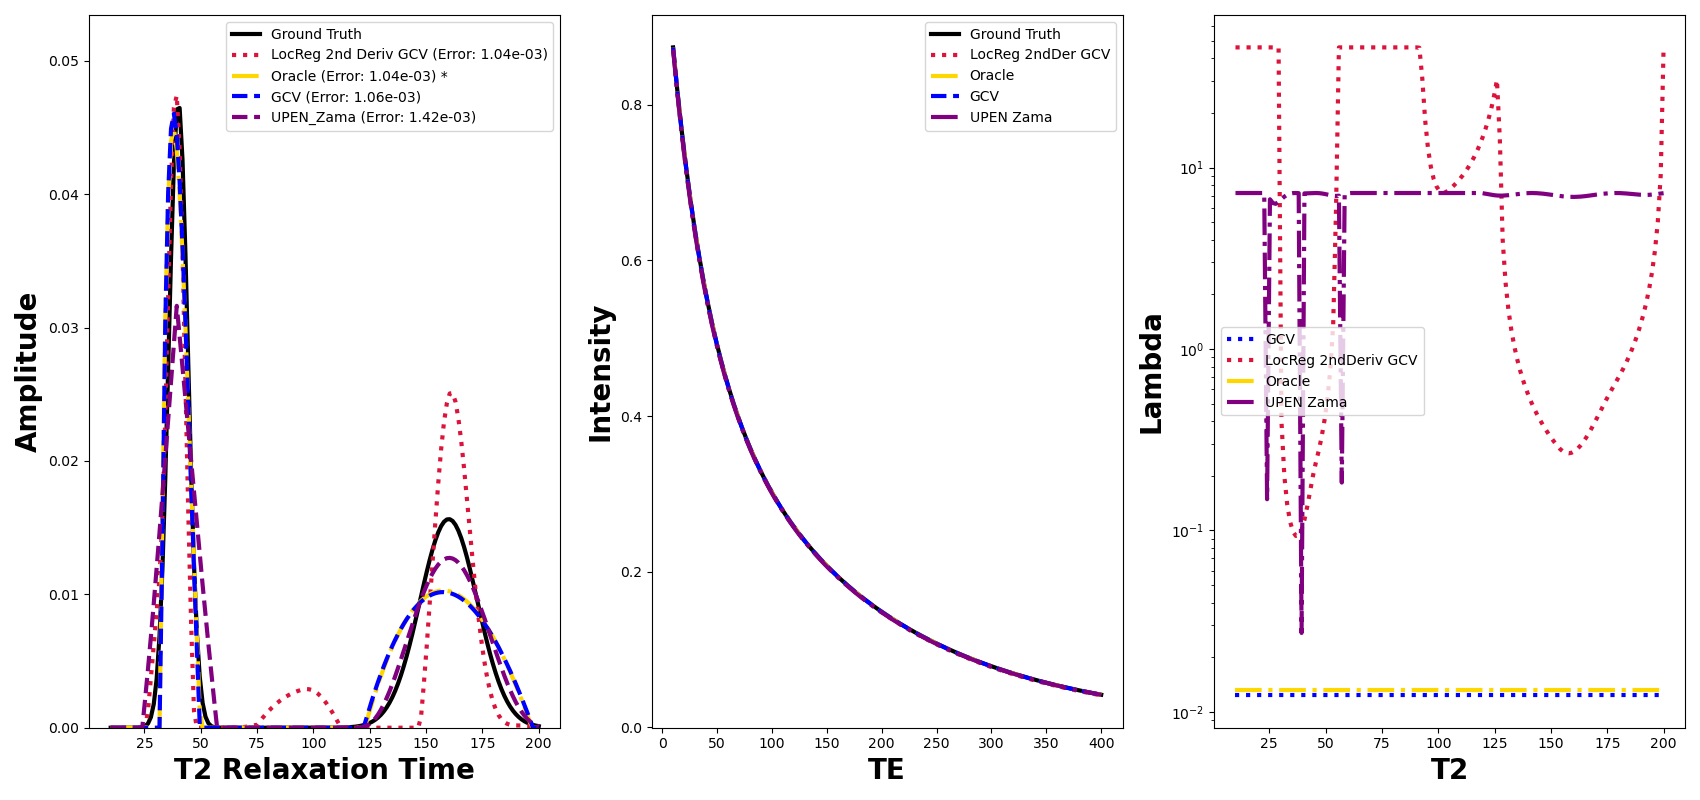 Amplitude
0.05
0.04
0.03
0.02
0.01
0.00
25 50 75 100 125 150 175 200
T2 Relaxation Time
Ground Truth
LocReg 2nd Deriv GCV (Error: 1.04e-03)
Oracle (Error: 1.04e-03) *
GCV (Error: 1.06e-03)
UPEN_Zama (Error: 1.42e-03)
Intensity
0.8
0.6
0.4
0.2
0.0
0 50 100 150 200 250 300 350 400
TE
Ground Truth
LocReg 2ndDer GCV
Oracle
GCV
UPEN Zama
Lambda
10¹
10⁰
10⁻¹
10⁻²
25 50 75 100 125 150 175 200
T2
GCV
LocReg 2ndDeriv GCV
Oracle
UPEN Zama